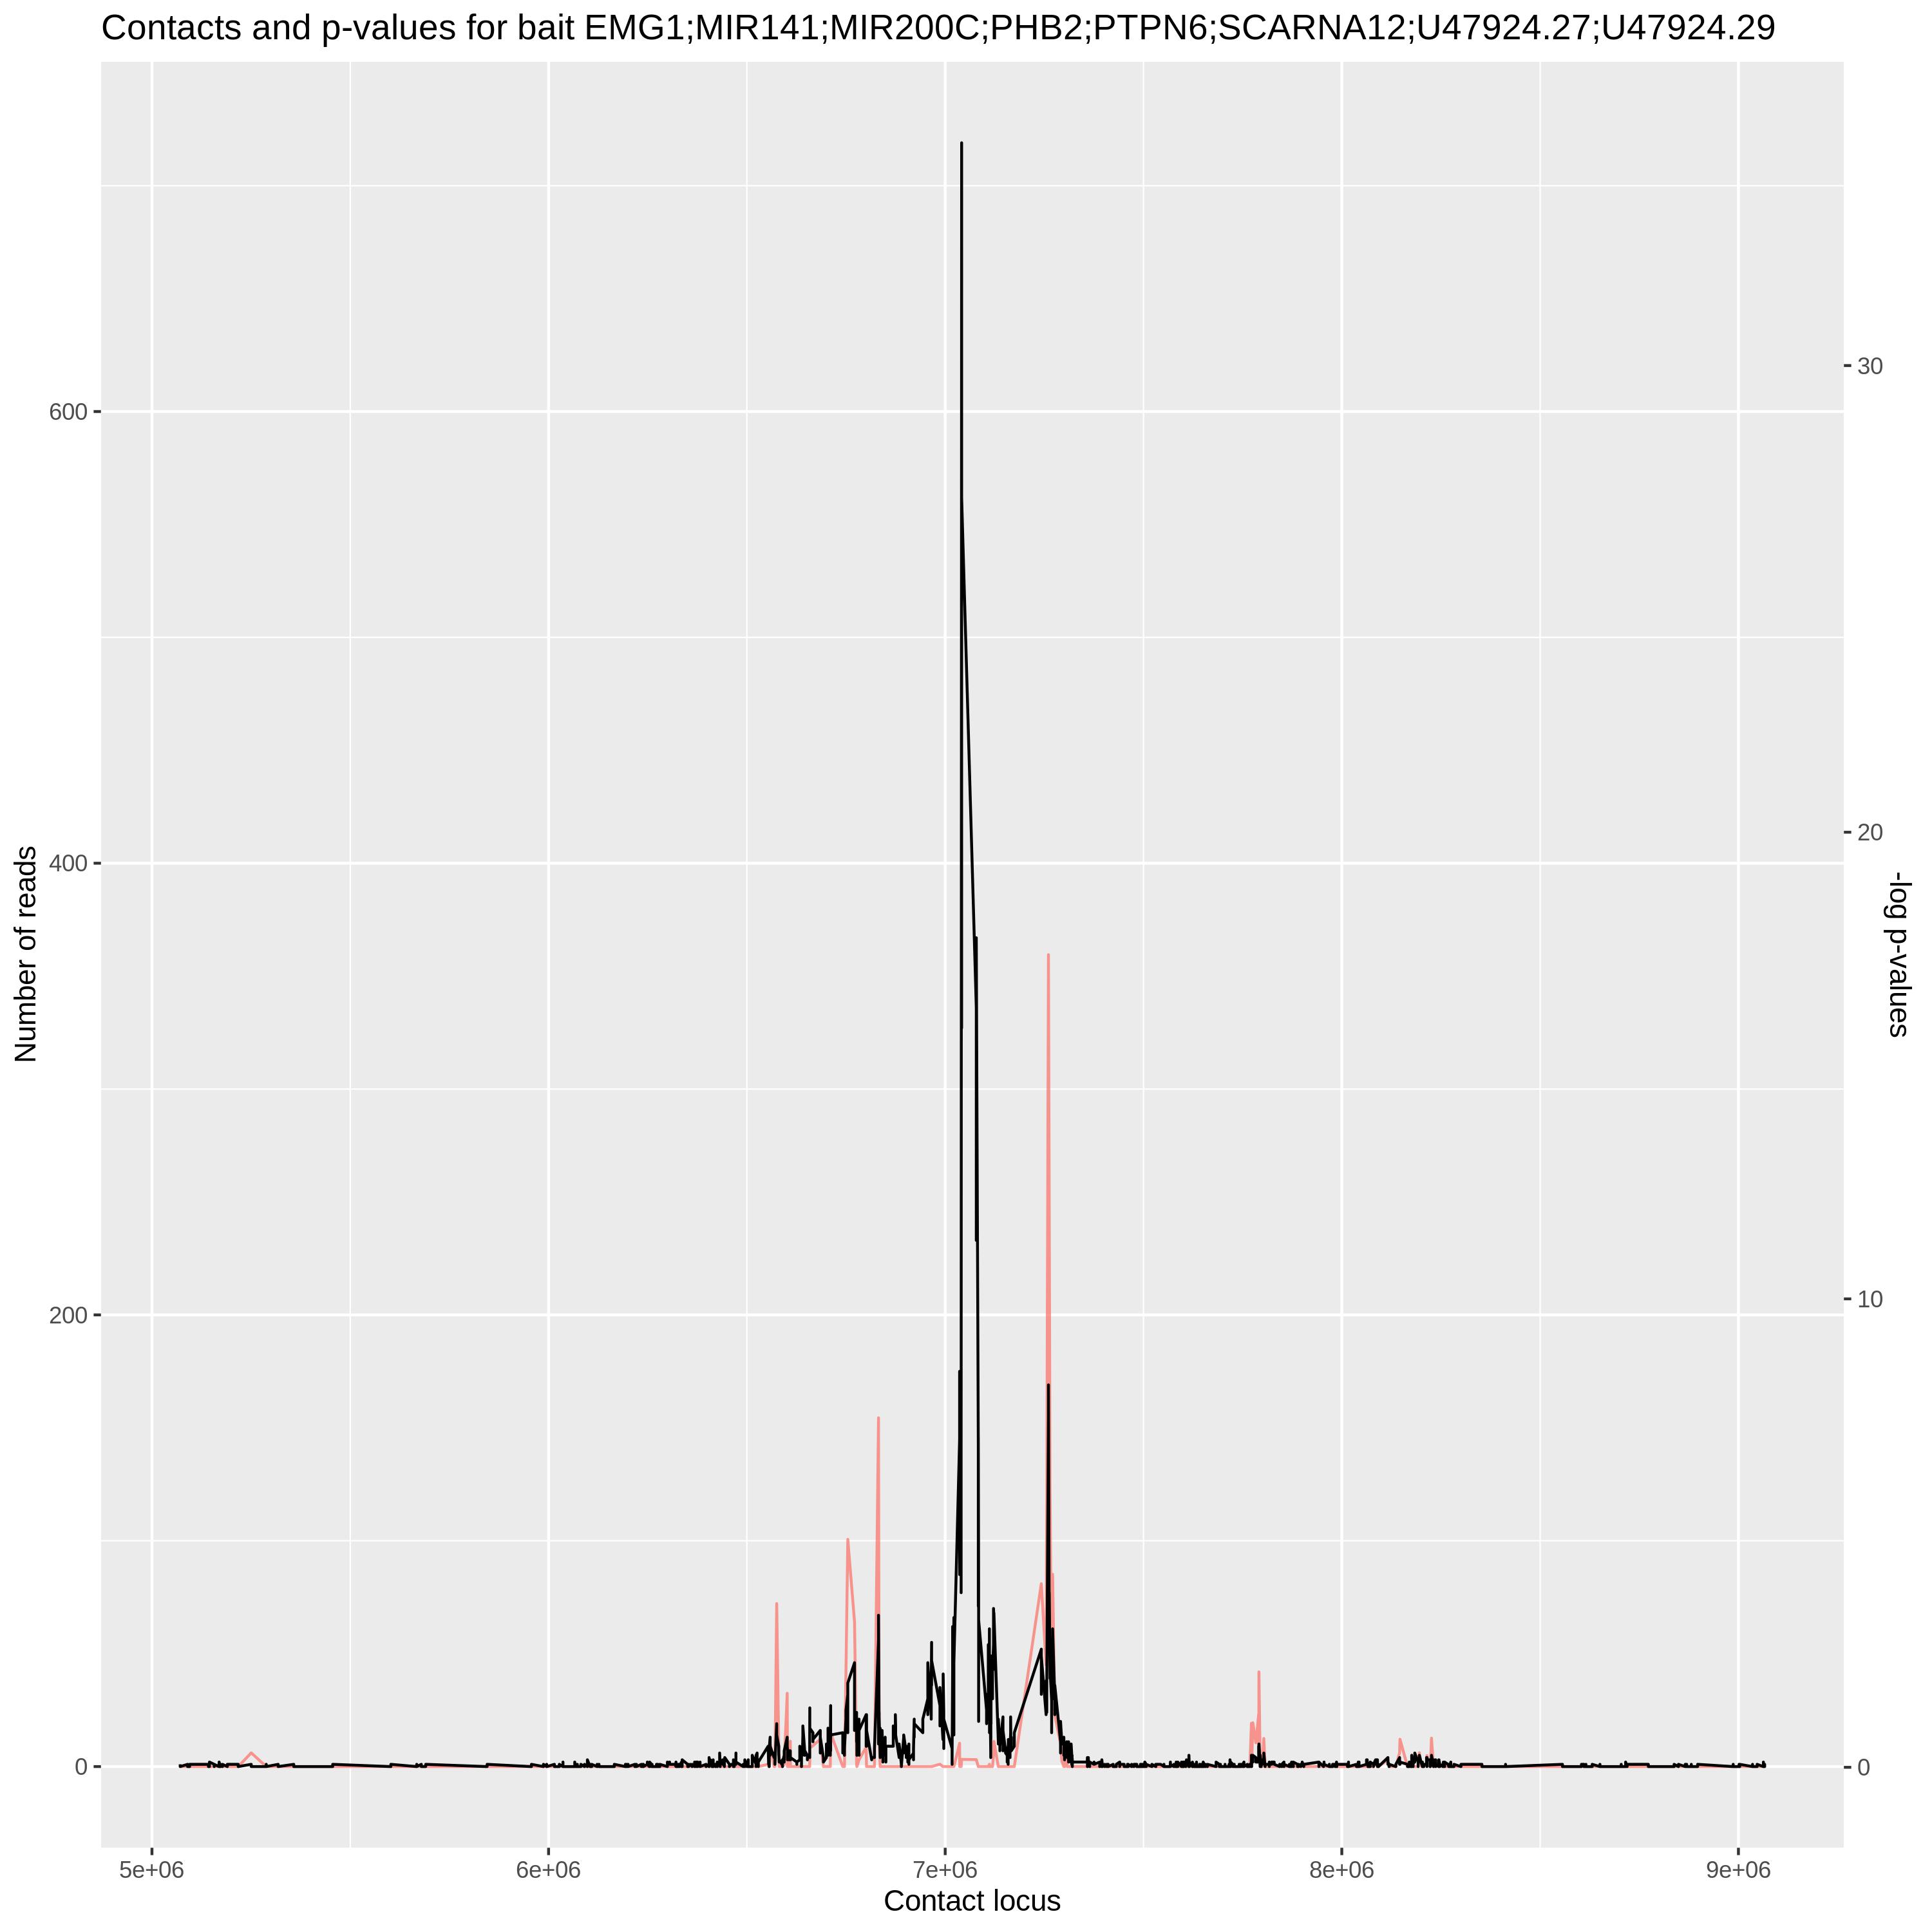 Contacts and p-values for bait EMG1;MIR141;MIR200C;PHB2;PTPN6;SCARNA12;U47924.27;U47924.29
Number of reads
600
400
200
0
-log p-values
30
20
10
0
5e+06
6e+06
7e+06
8e+06
9e+06
Contact locus